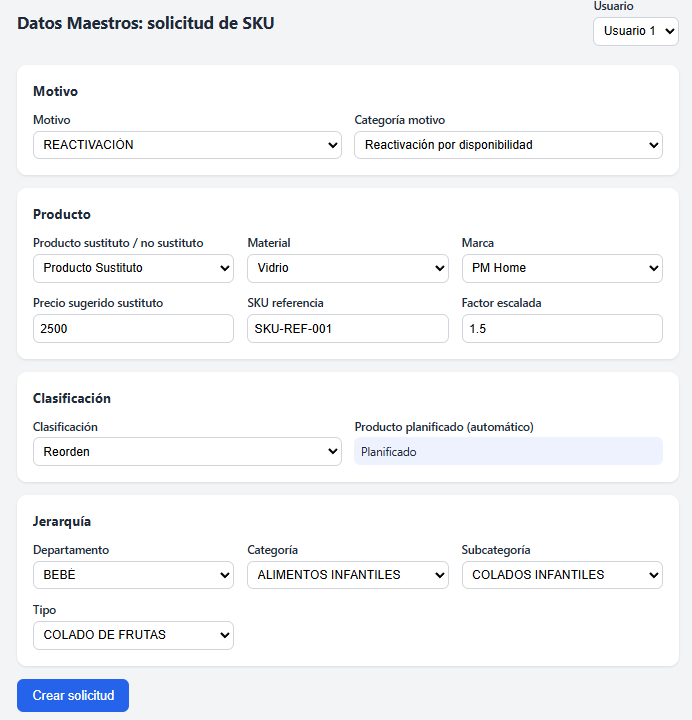 Usuario
Datos Maestros: solicitud de SKU
Usuario 1
Motivo
Motivo Categoría motivo
REACTIVACIÓN Reactivación por disponibilidad
Producto
Producto sustituto / no sustituto Material Marca
Producto Sustituto Vidrio PM Home
Precio sugerido sustituto SKU referencia Factor escalada
2500 SKU-REF-001 1.5
Clasificación
Clasificación Producto planificado (automático)
Reorden Planificado
Jerarquía
Departamento Categoría Subcategoría
BEBÉ ALIMENTOS INFANTILES COLADOS INFANTILES
Tipo
COLADO DE FRUTAS
Crear solicitud